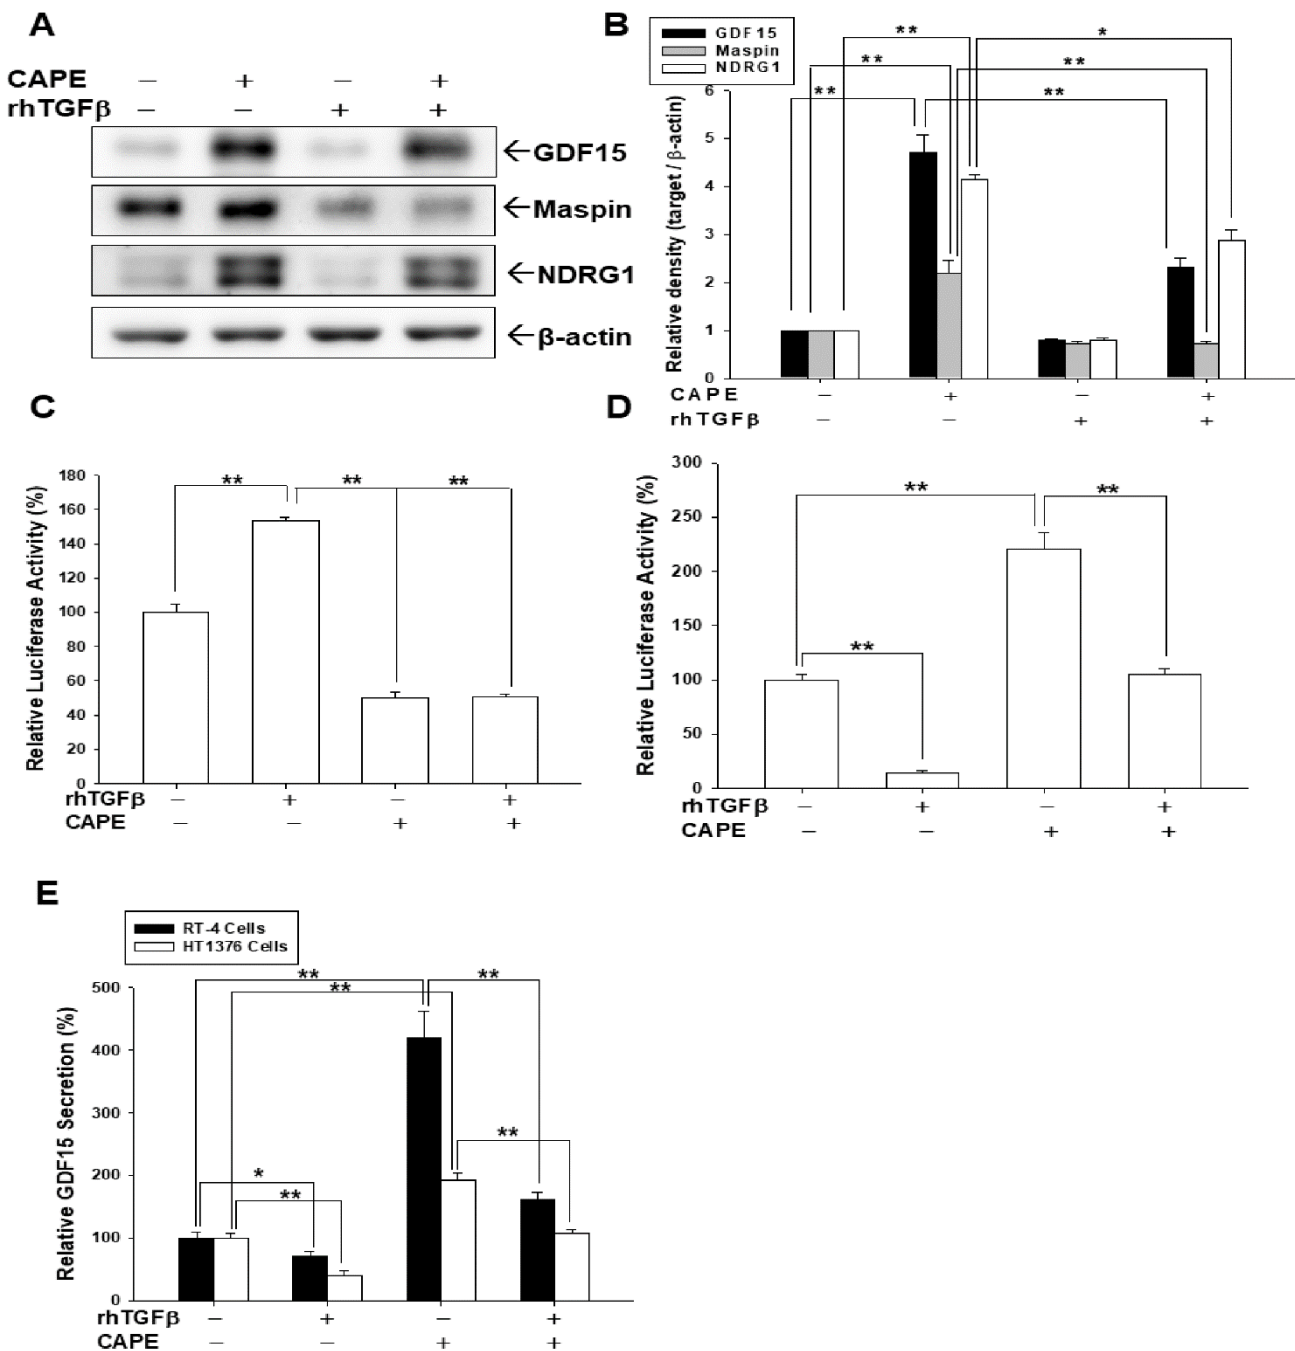 A
CAPE − + − +
rhTGFβ − − + +
←GDF15
←Maspin
←NDRG1
←β-actin
B
GDF15
Maspin
NDRG1
** *
** **
** **
Relative density (target / β-actin)
6
5
4
3
2
1
0
CAPE − + − +
rhTGFβ − − + +
C
Relative Luciferase Activity (%)
180
160
140
120
100
80
60
40
20
0
** ** **
rhTGFβ − + − +
CAPE − − + +
D
Relative Luciferase Activity (%)
300
250
200
150
100
50
0
** **
**
rhTGFβ − + − +
CAPE − − + +
E
RT-4 Cells
HT1376 Cells
Relative GDF15 Secretion (%)
500
400
300
200
100
0
** **
**
**
*
**
rhTGFβ − + − +
CAPE − − + +